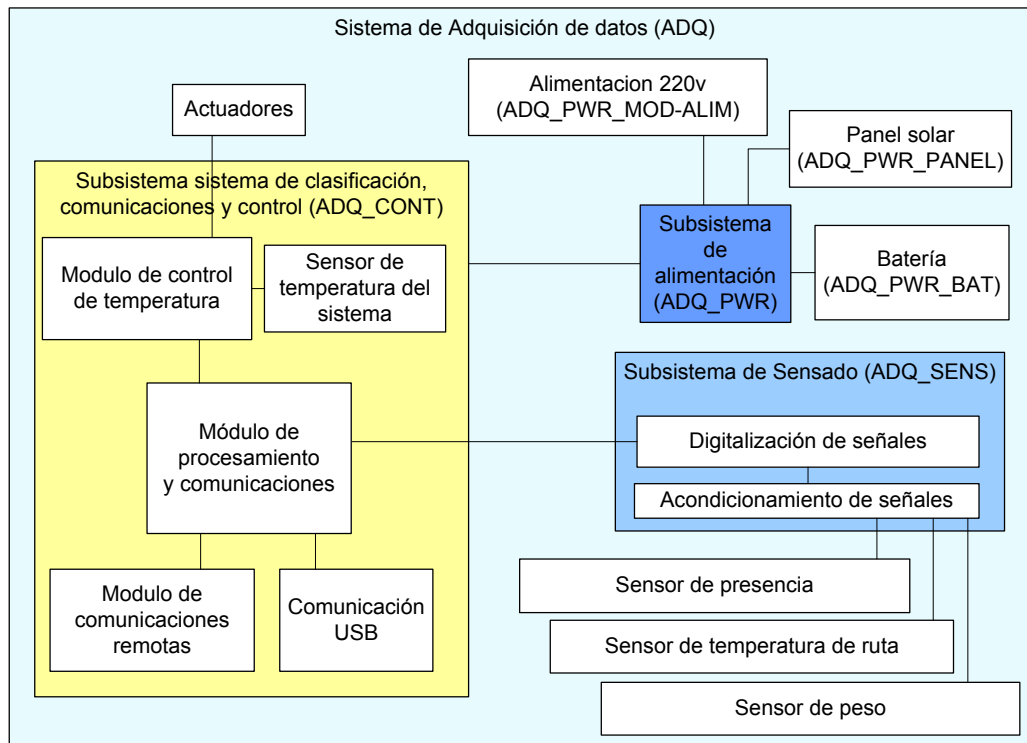 Sistema de Adquisición de datos (ADQ)
Actuadores
Alimentacion 220v
(ADQ_PWR_MOD-ALIM)
Panel solar
(ADQ_PWR_PANEL)
Subsistema sistema de clasificación,
comunicaciones y control (ADQ_CONT)
Modulo de control
de temperatura
Sensor de
temperatura del
sistema
Subsistema
de
alimentación
(ADQ_PWR)
Batería
(ADQ_PWR_BAT)
Módulo de
procesamiento
y comunicaciones
Subsistema de Sensado (ADQ_SENS)
Digitalización de señales
Acondicionamiento de señales
Modulo de
comunicaciones
remotas
Comunicación
USB
Sensor de presencia
Sensor de temperatura de ruta
Sensor de peso